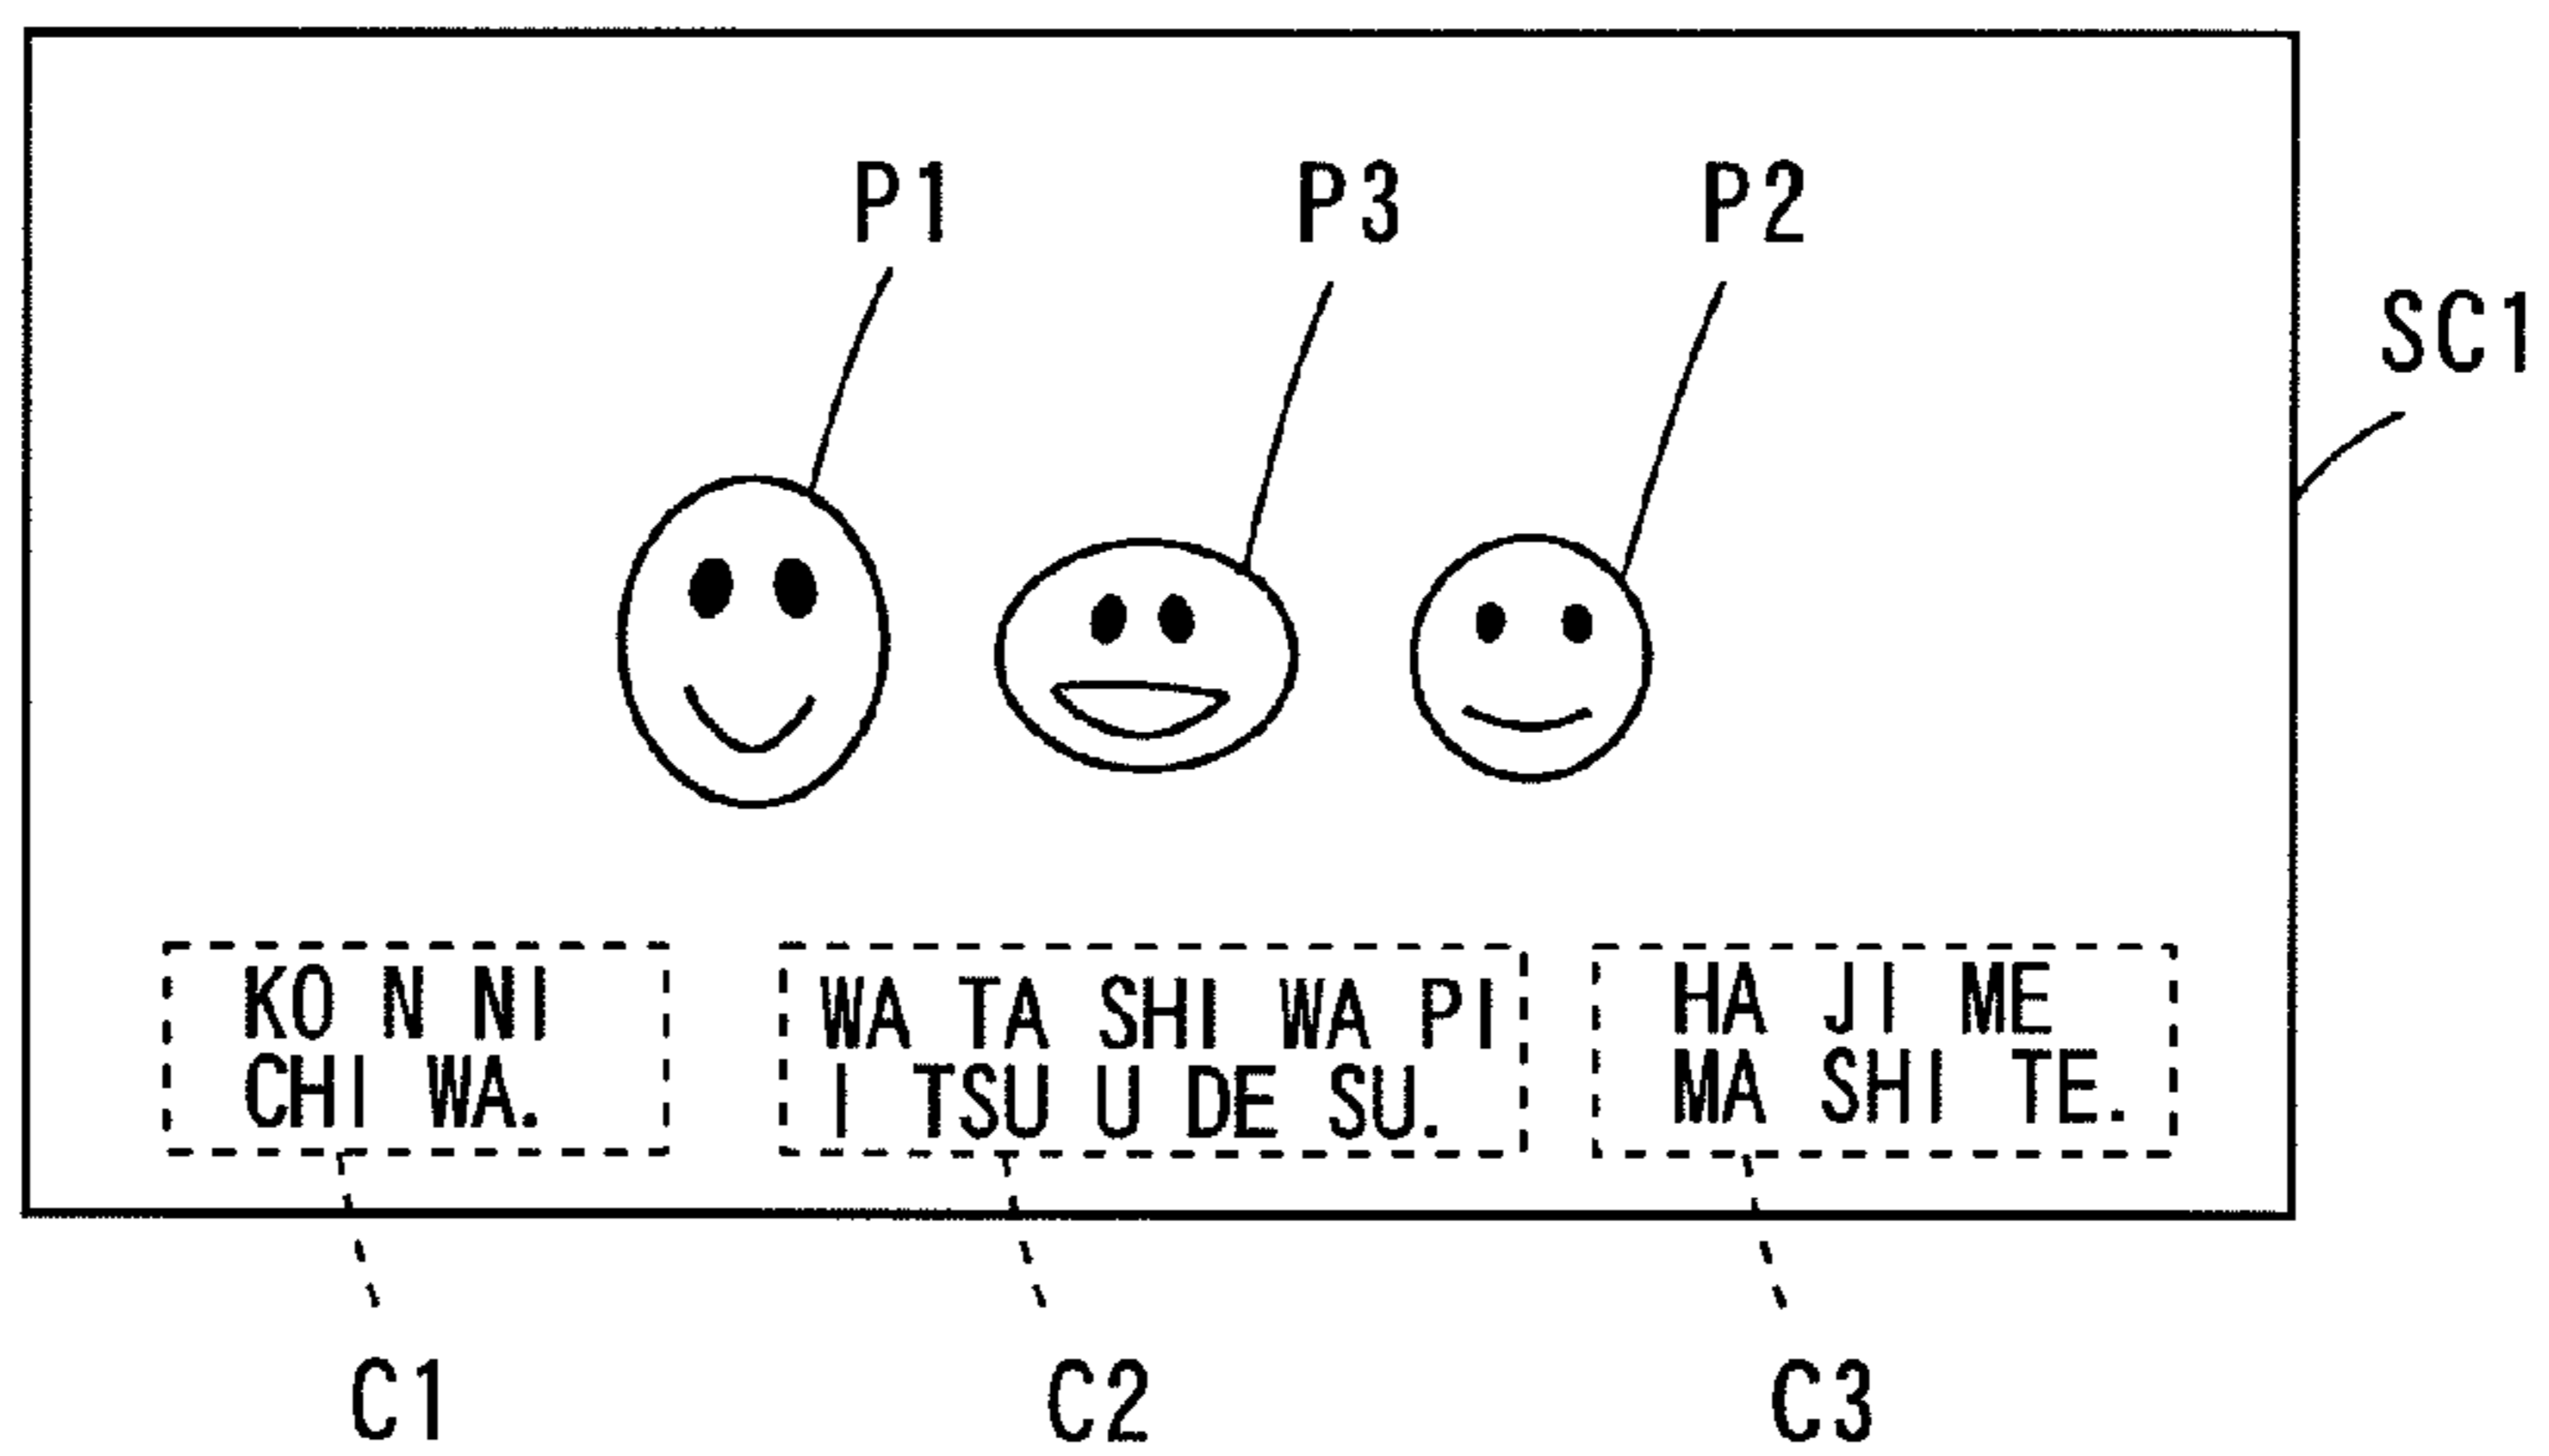 P1 P3 P2
SC1
KO N NI
CHI WA.
WA TA SHI WA PI
I TSU U DE SU.
HA JI ME
MA SHI TE.
C1 C2 C3